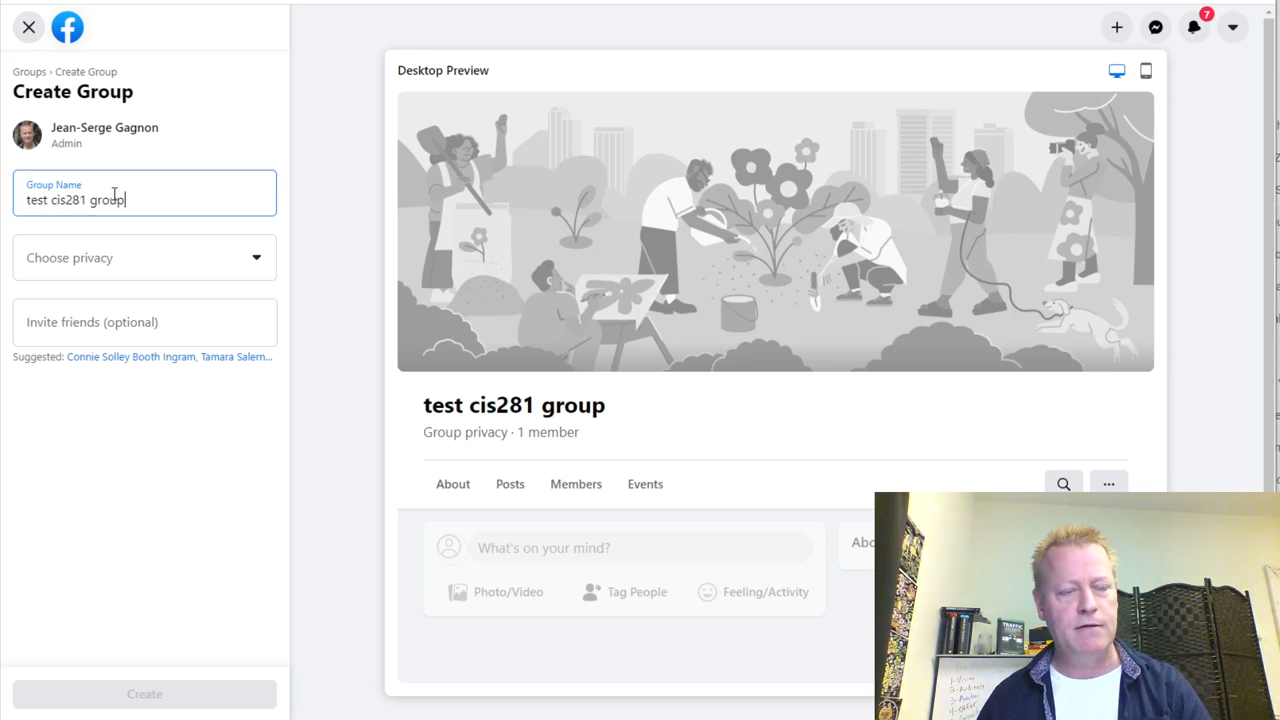 7
Groups › Create Group
Create Group
Jean-Serge Gagnon
Admin
Group Name
test cis281 group
Choose privacy
Invite friends (optional)
Suggested: Connie Solley Booth Ingram, Tamara Salern...
Create
Desktop Preview
test cis281 group
Group privacy · 1 member
About Posts Members Events
What's on your mind?
Photo/Video Tag People Feeling/Activity
Abo
TRAFFIC